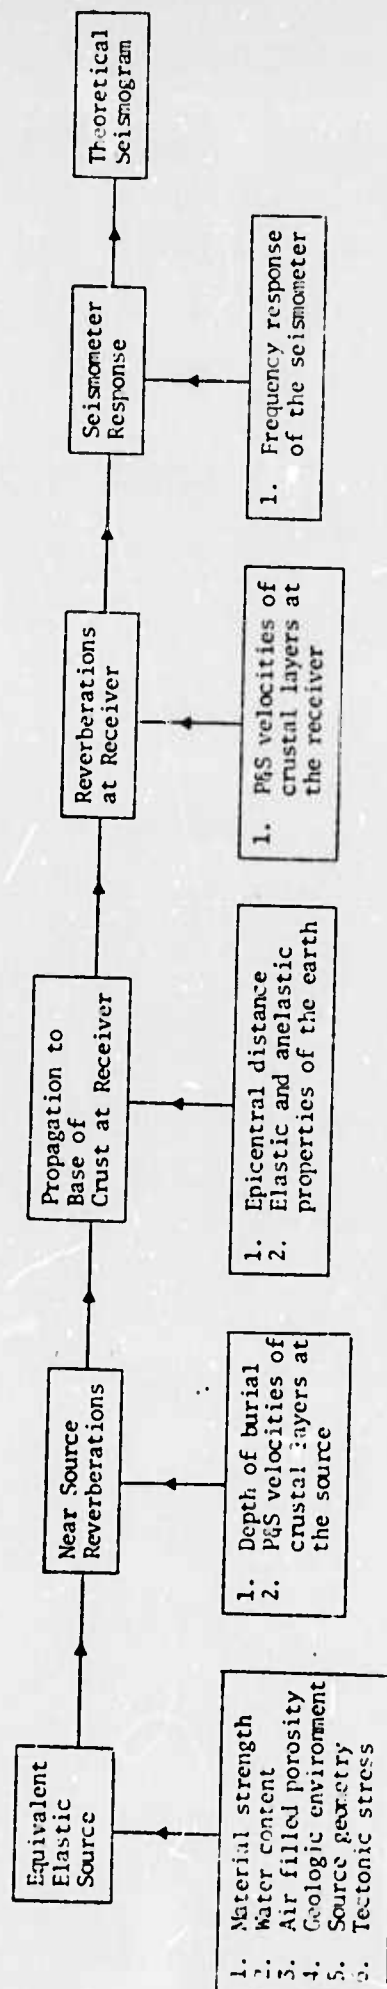 Equivalent
Elastic
Source
Near Source
Reverberations
Propagation to
Base of
Crust at Receiver
Reverberations
at Receiver
Seismometer
Response
Theoretical
Seismogram
1. Material strength
2. Water content
3. Air filled porosity
4. Geologic environment
5. Source geometry
6. Tectonic stress
1. Depth of burial
2. P&S velocities of
crustal layers at
the source
1. Epicentral distance
2. Elastic and anelastic
properties of the earth
1. P&S velocities of
crustal layers at
the receiver
1. Frequency response
of the seismometer